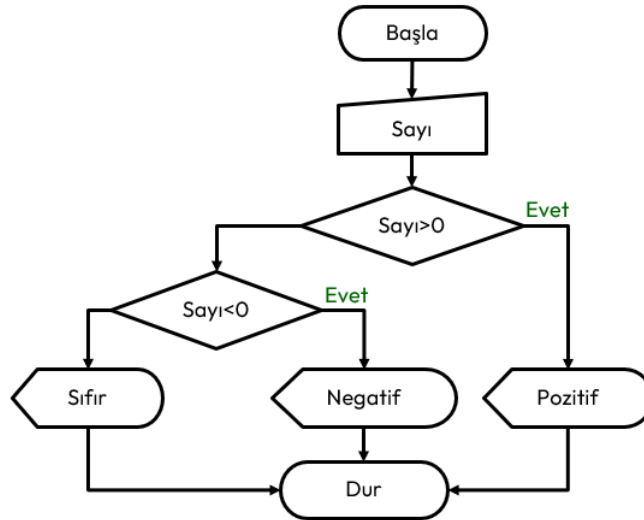 Başla
Sayı
Sayı>0
Evet
Sayı<0
Evet
Sıfır
Negatif
Pozitif
Dur